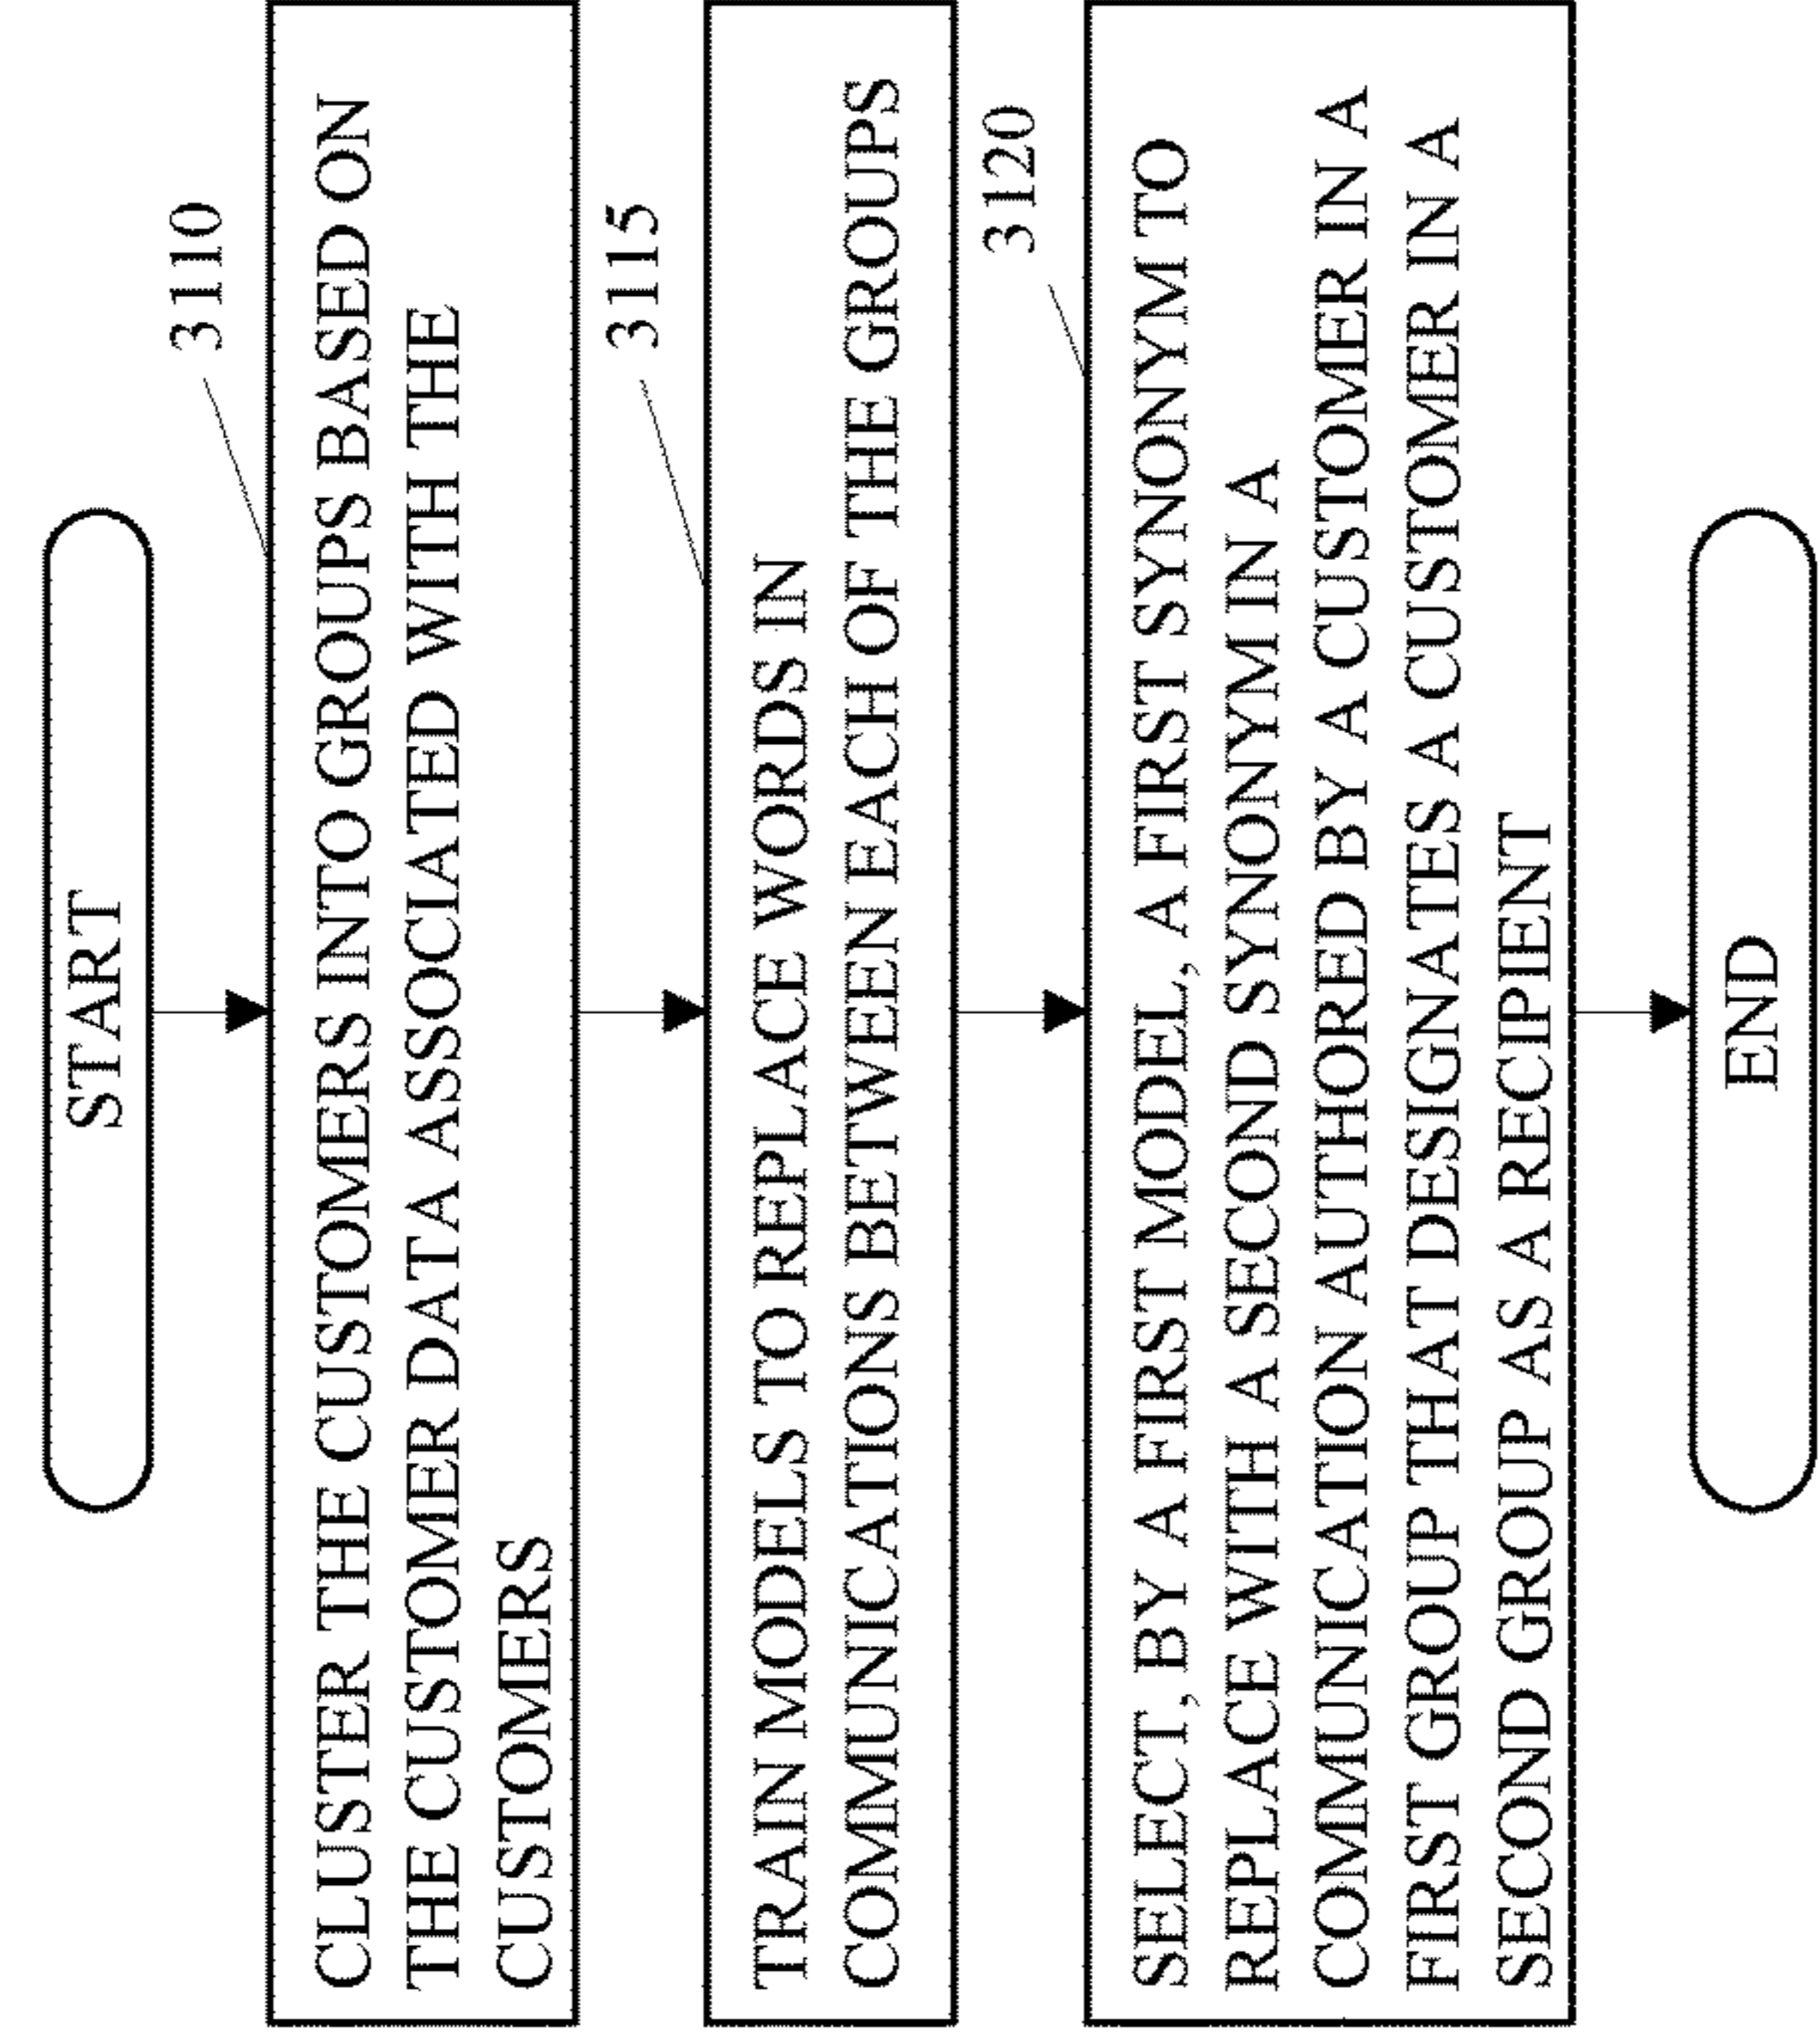 START
3110
CLUSTER THE CUSTOMERS INTO GROUPS BASED ON
THE CUSTOMER DATA ASSOCIATED WITH THE
CUSTOMERS
3115
TRAIN MODELS TO REPLACE WORDS IN
COMMUNICATIONS BETWEEN EACH OF THE GROUPS
3120
SELECT, BY A FIRST MODEL, A FIRST SYNONYM TO
REPLACE WITH A SECOND SYNONYM IN A
COMMUNICATION AUTHORED BY A CUSTOMER IN A
FIRST GROUP THAT DESIGNATES A CUSTOMER IN A
SECOND GROUP AS A RECIPIENT
END